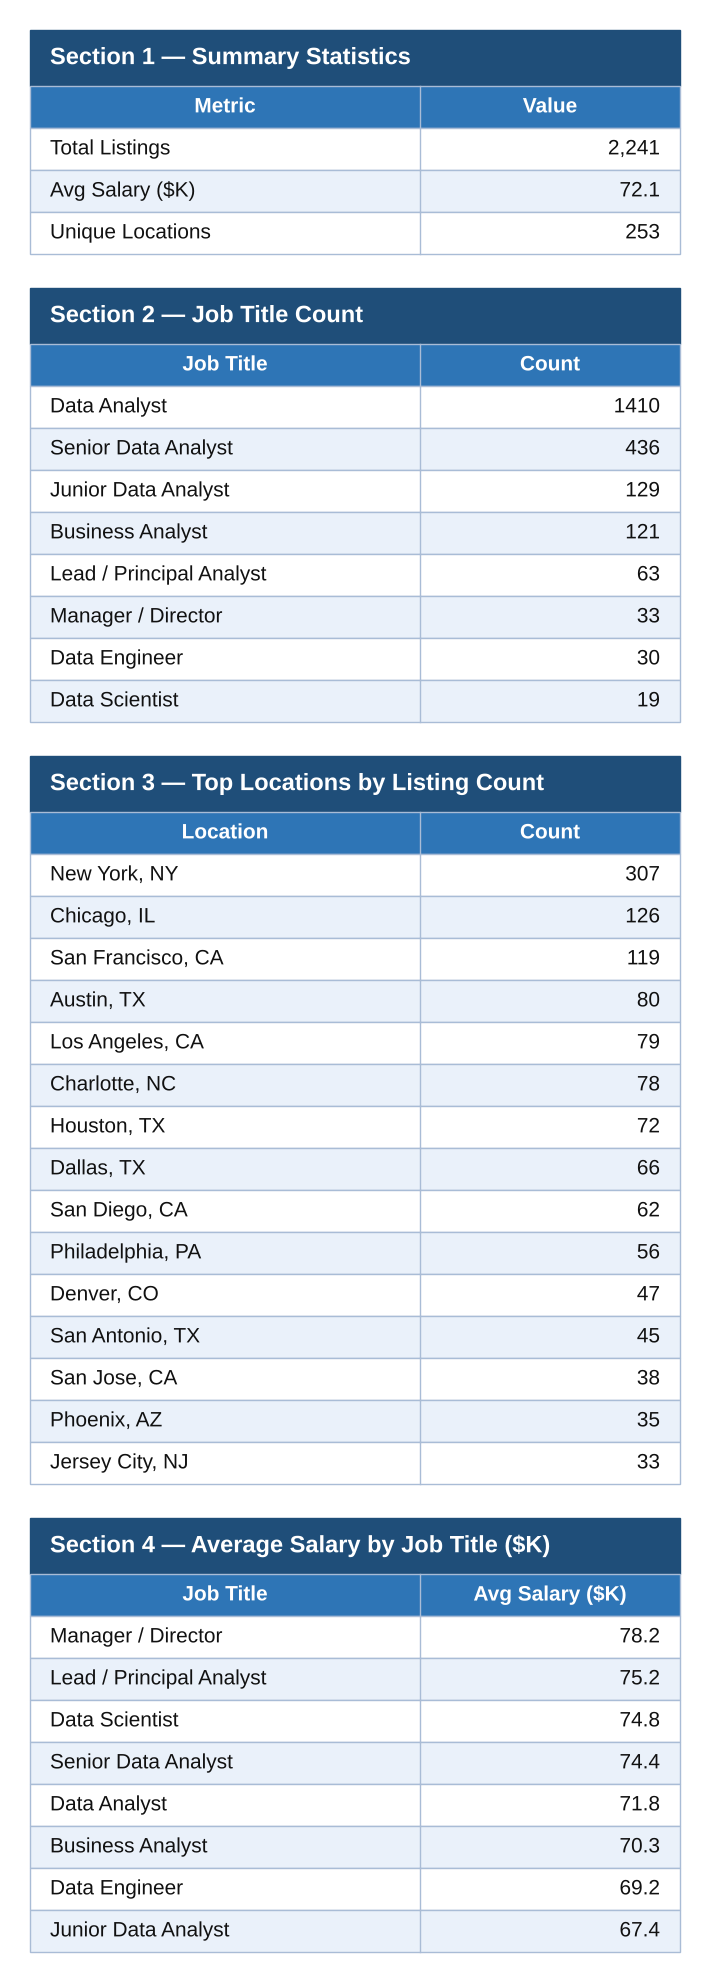 Section 1 — Summary Statistics
Metric Value
Total Listings 2,241
Avg Salary ($K) 72.1
Unique Locations 253
Section 2 — Job Title Count
Job Title Count
Data Analyst 1410
Senior Data Analyst 436
Junior Data Analyst 129
Business Analyst 121
Lead / Principal Analyst 63
Manager / Director 33
Data Engineer 30
Data Scientist 19
Section 3 — Top Locations by Listing Count
Location Count
New York, NY 307
Chicago, IL 126
San Francisco, CA 119
Austin, TX 80
Los Angeles, CA 79
Charlotte, NC 78
Houston, TX 72
Dallas, TX 66
San Diego, CA 62
Philadelphia, PA 56
Denver, CO 47
San Antonio, TX 45
San Jose, CA 38
Phoenix, AZ 35
Jersey City, NJ 33
Section 4 — Average Salary by Job Title ($K)
Job Title Avg Salary ($K)
Manager / Director 78.2
Lead / Principal Analyst 75.2
Data Scientist 74.8
Senior Data Analyst 74.4
Data Analyst 71.8
Business Analyst 70.3
Data Engineer 69.2
Junior Data Analyst 67.4